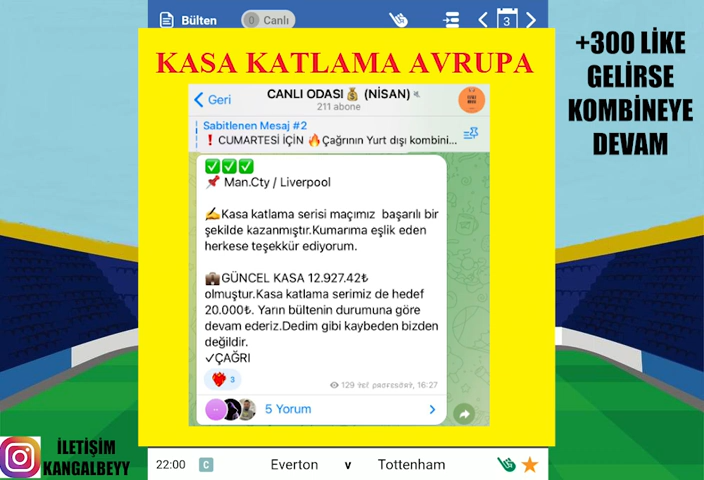 Bülten
0 Canlı
3
KASA KATLAMA AVRUPA
+300 LİKE
GELİRSE
KOMBİNEYE
DEVAM
Geri
CANLI ODASI💰 (NİSAN)
211 abone
Sabitlenen Mesaj #2
❗ CUMARTESİ İÇİN 🔥Çağrının Yurt dışı kombini...
✅✅✅
📌 Man.Cty / Liverpool
✍️Kasa katlama serisi maçımız başarılı bir
şekilde kazanmıştır.Kumarıma eşlik eden
herkese teşekkür ediyorum.
💼GÜNCEL KASA 12.927.42₺
olmuştur.Kasa katlama serimiz de hedef
20.000₺. Yarın bültenin durumuna göre
devam ederiz.Dedim gibi kaybeden bizden
değildir.
✓ÇAĞRI
3
129
16:27
5 Yorum
İLETİŞİM
KANGALBEYY
22:00 C Everton v Tottenham